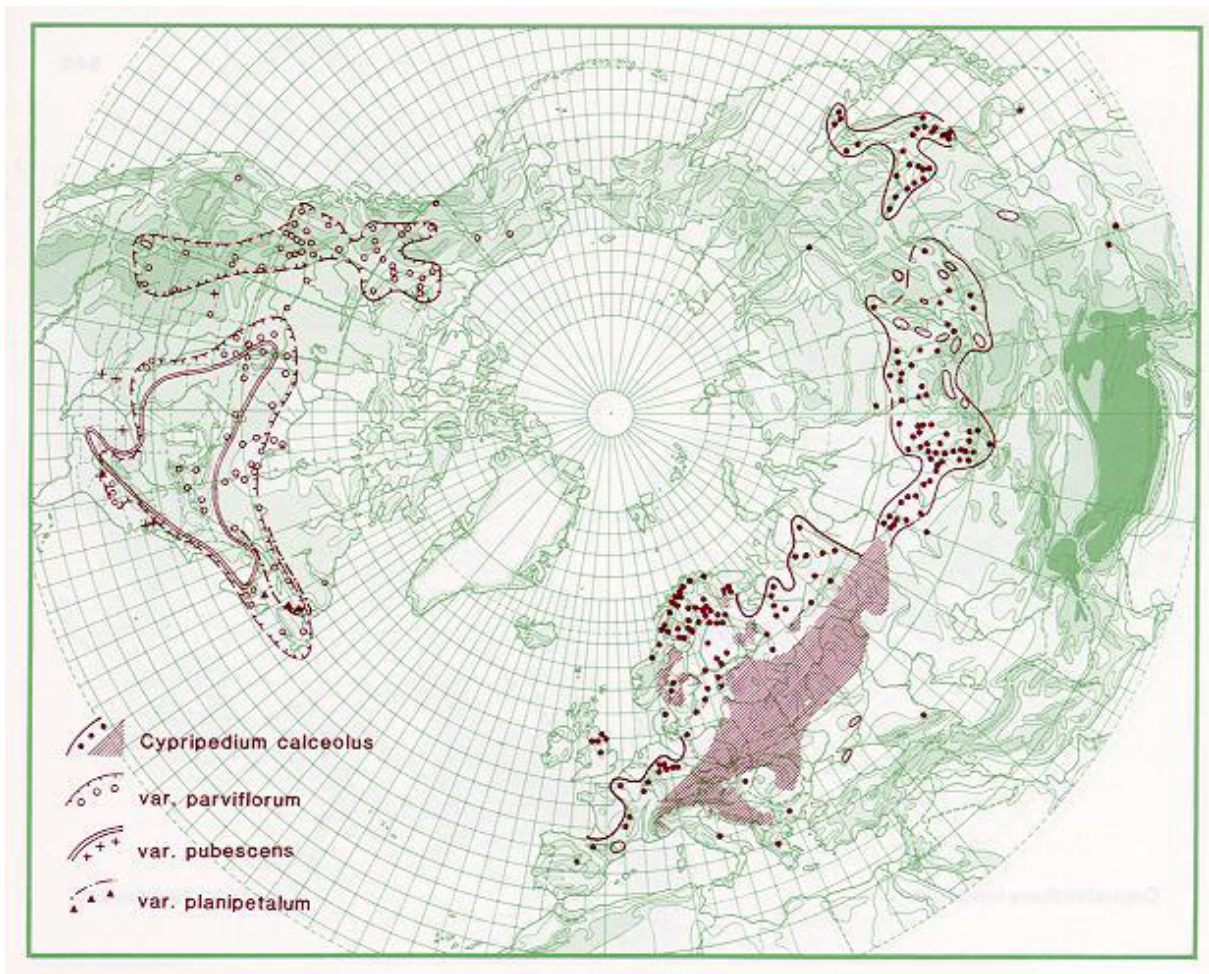 Cypripedium calceolus
var. parviflorum
var. pubescens
var. planipetalum